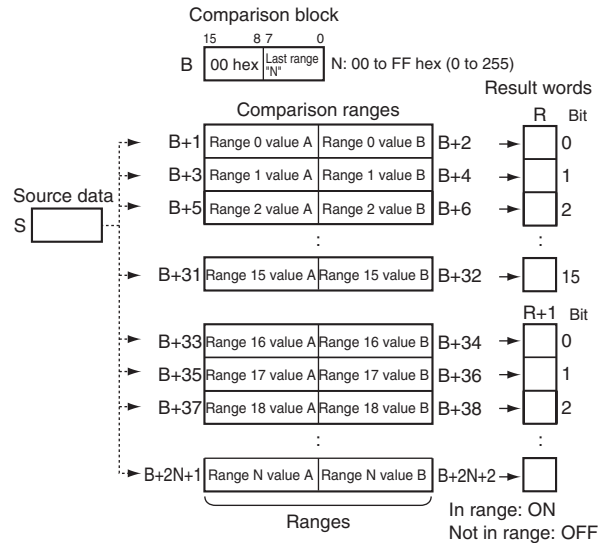 Comparison block
15 8 7 0
B 00 hex Last range "N" N: 00 to FF hex (0 to 255)
Result words
Comparison ranges R Bit
B+1 Range 0 value A Range 0 value B B+2 0
B+3 Range 1 value A Range 1 value B B+4 1
Source data
B+5 Range 2 value A Range 2 value B B+6 2
S
:
:
B+31 Range 15 value A Range 15 value B B+32 15
R+1 Bit
B+33 Range 16 value A Range 16 value B B+34 0
B+35 Range 17 value A Range 17 value B B+36 1
B+37 Range 18 value A Range 18 value B B+38 2
:
:
B+2N+1 Range N value A Range N value B B+2N+2
In range: ON
Ranges
Not in range: OFF